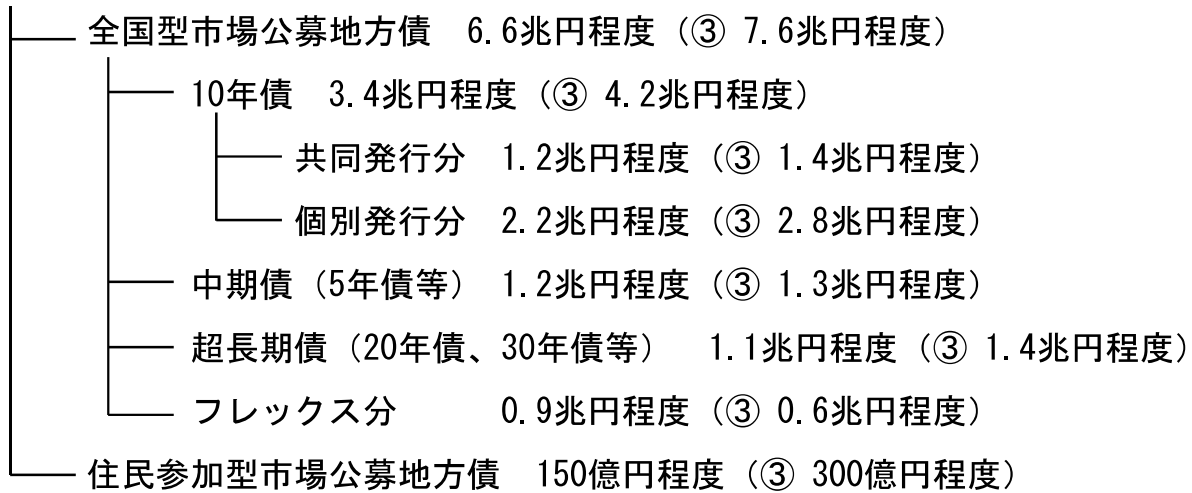 全国型市場公募地方債　6.6兆円程度（③ 7.6兆円程度）
10年債　3.4兆円程度（③ 4.2兆円程度）
共同発行分　1.2兆円程度（③ 1.4兆円程度）
個別発行分　2.2兆円程度（③ 2.8兆円程度）
中期債（5年債等）　1.2兆円程度（③ 1.3兆円程度）
超長期債（20年債、30年債等）　1.1兆円程度（③ 1.4兆円程度）
フレックス分　0.9兆円程度（③ 0.6兆円程度）
住民参加型市場公募地方債　150億円程度（③ 300億円程度）